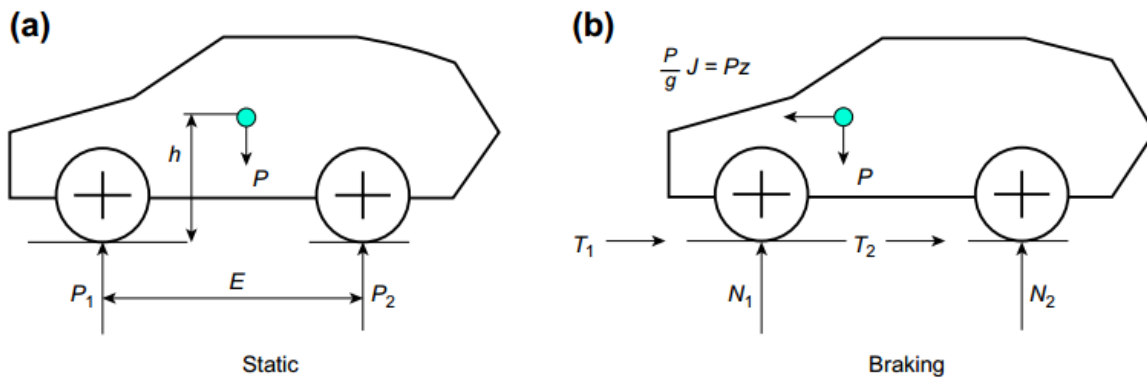 (a)
h
P
P₁
E
P₂
Static
(b)
P/g J = Pz
P
T₁
T₂
N₁
N₂
Braking